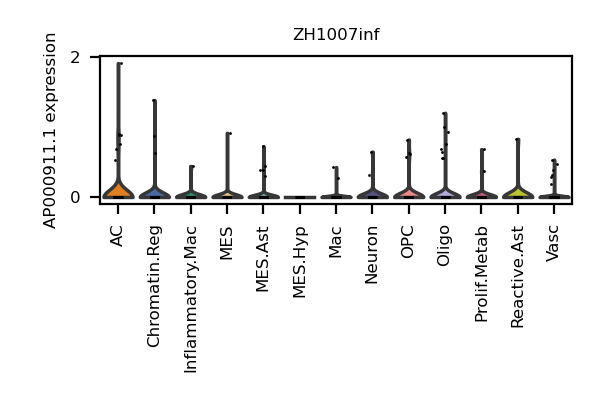 ZH1007inf
AP000911.1 expression
2
0
AC
Chromatin.Reg
Inflammatory.Mac
MES
MES.Ast
MES.Hyp
Mac
Neuron
OPC
Oligo
Prolif.Metab
Reactive.Ast
Vasc